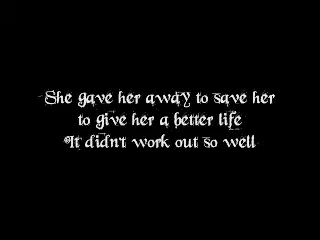 She gave her away to save her
to give her a better life
It didn't work out so well